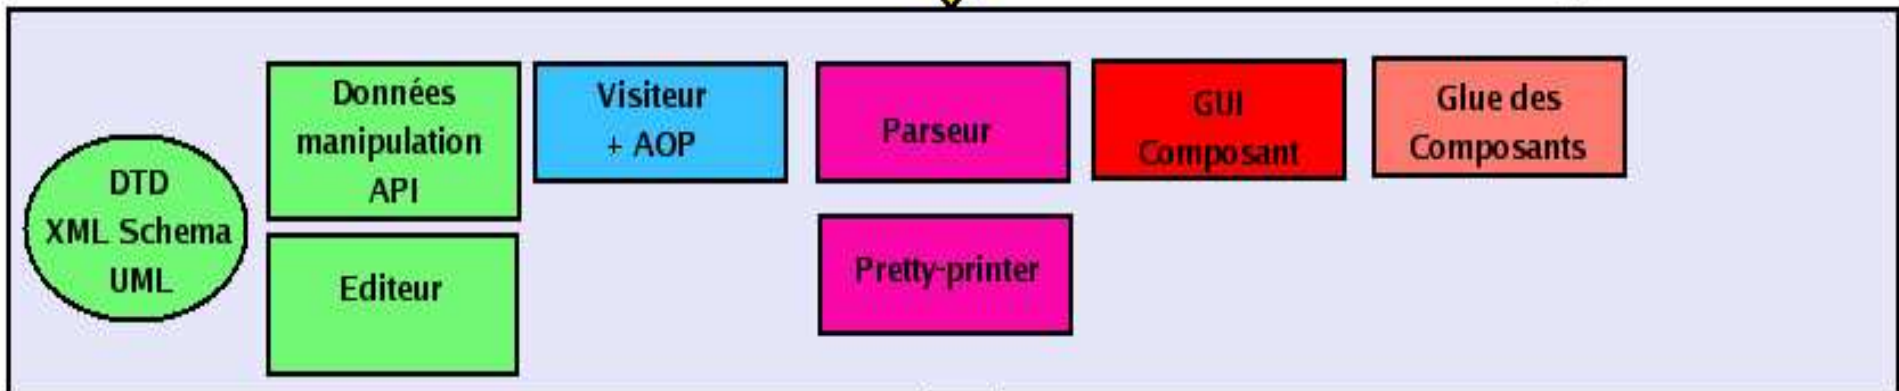 DTD
XML Schema
UML
Données
manipulation
API
Editeur
Visiteur
+ AOP
Parseur
Pretty-printer
GUI
Composant
Glue des
Composants